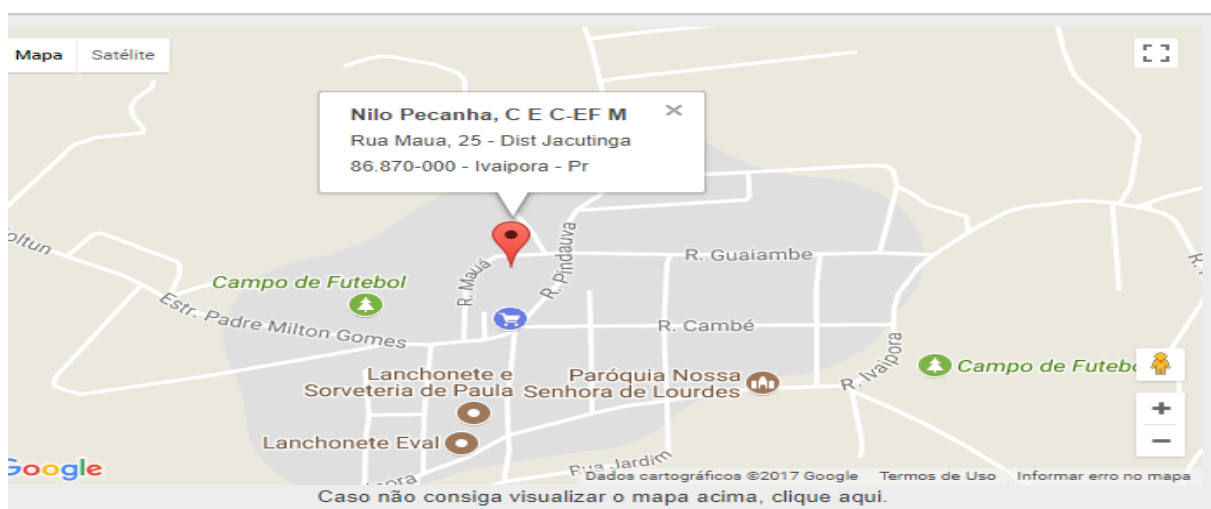 Mapa
Satélite
Nilo Pecanha, C E C-EF M
Rua Maua, 25 - Dist Jacutinga
86.870-000 - Ivaipora - Pr
R. Mauá
R. Pindauva
R. Guaiambe
Campo de Futebol
Estr. Padre Milton Gomes
R. Cambé
R. Ivaipora
Lanchonete e
Sorveteria de Paula
Paróquia Nossa
Senhora de Lourdes
Campo de Futeb
Lanchonete Eval
Rua Jardim
Google
Dados cartográficos ©2017 Google
Termos de Uso
Informar erro no mapa
Caso não consiga visualizar o mapa acima, clique aqui.